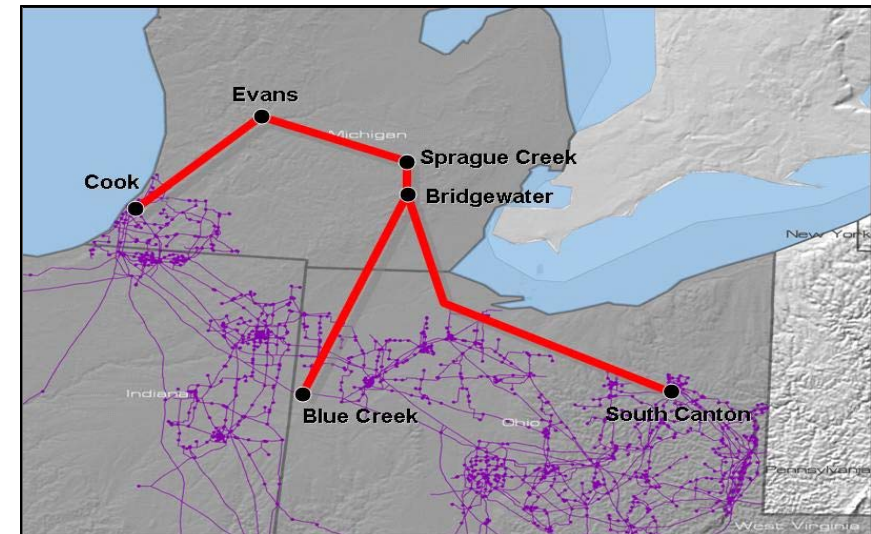 Evans
Michigan
Sprague Creek
Cook
Bridgewater
New York
Indiana
Blue Creek
South Canton
Ohio
Pennsylvania
West Virginia